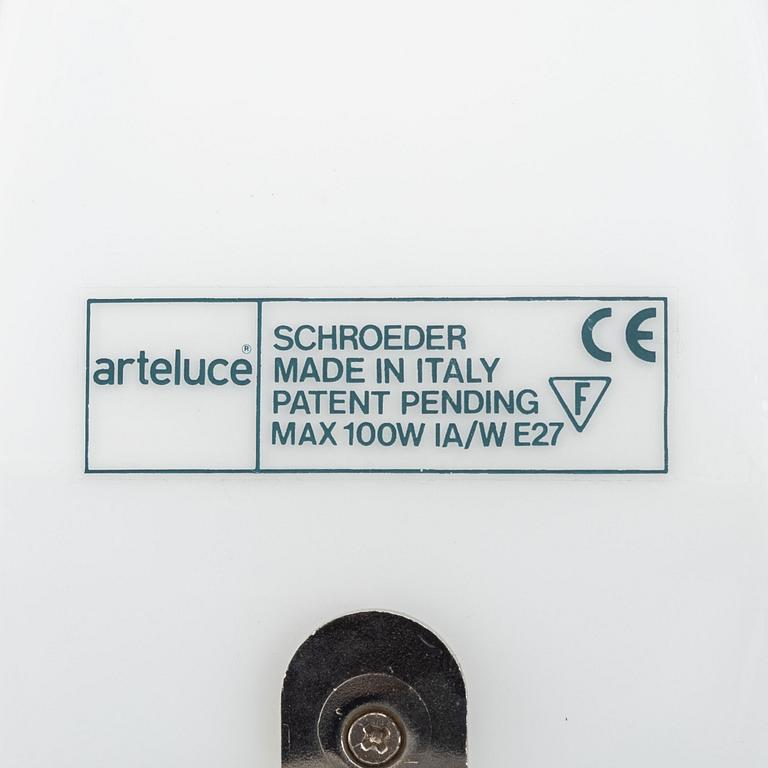 arteluce®
SCHROEDER
MADE IN ITALY
PATENT PENDING
MAX 100W IA/W E27
CE
F